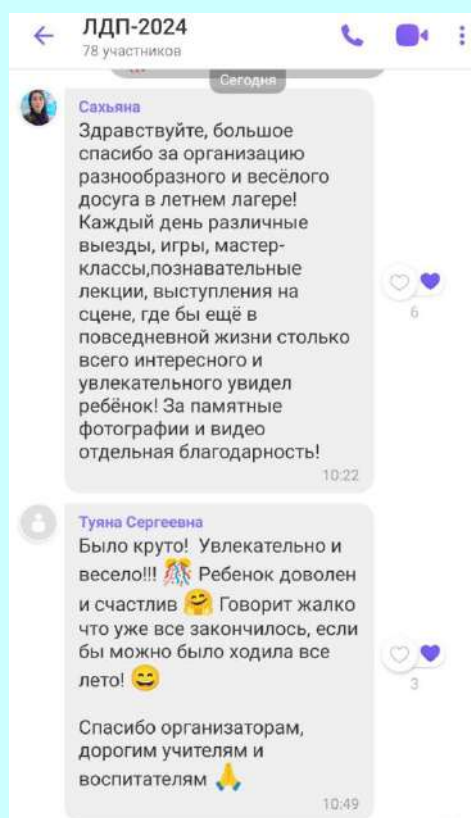 ЛДП-2024
78 участников
Сегодня
Сахьяна
Здравствуйте, большое
спасибо за организацию
разнообразного и весёлого
досуга в летнем лагере!
Каждый день различные
выезды, игры, мастер-
классы,познавательные
лекции, выступления на
сцене, где бы ещё в
повседневной жизни столько
всего интересного и
увлекательного увидел
ребёнок! За памятные
фотографии и видео
отдельная благодарность!
6
10:22
Туяна Сергеевна
Было круто! Увлекательно и
весело!!! 🎊 Ребенок доволен
и счастлив 🤗 Говорит жалко
что уже все закончилось, если
бы можно было ходила все
лето! 😄
3
Спасибо организаторам,
дорогим учителям и
воспитателям 🙏
10:49